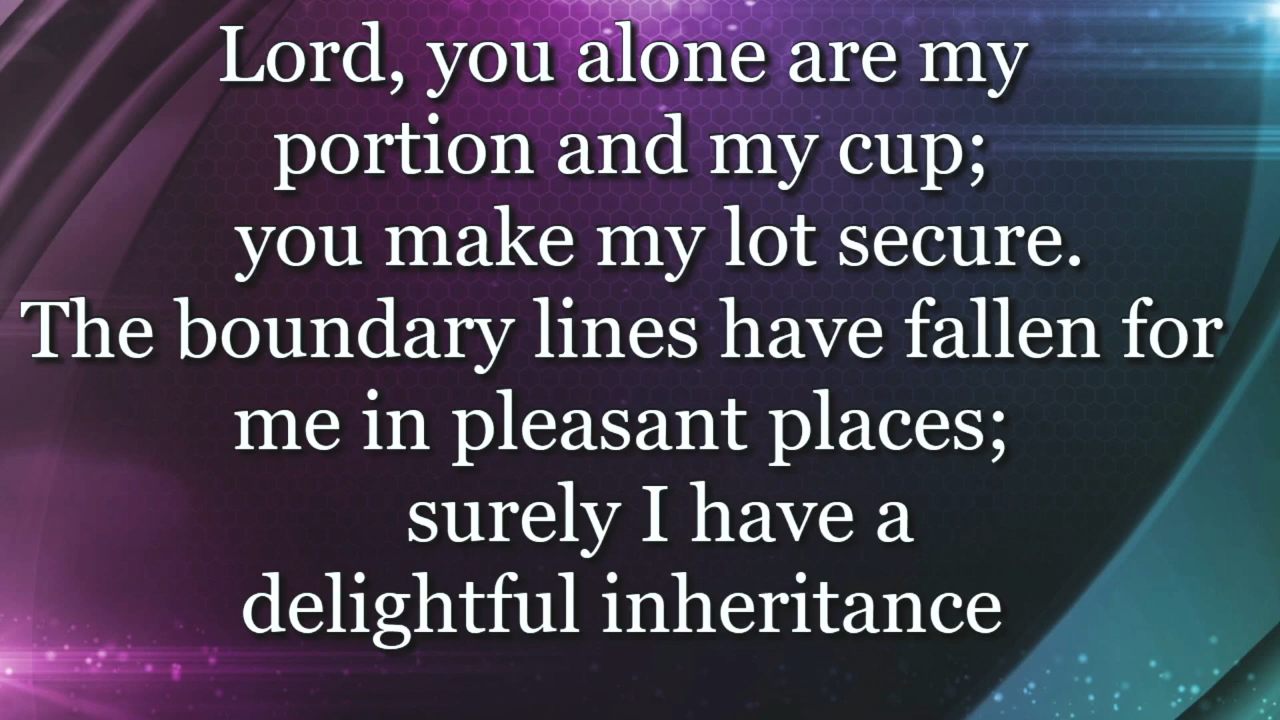 Lord, you alone are my
portion and my cup;
you make my lot secure.
The boundary lines have fallen for
me in pleasant places;
surely I have a
delightful inheritance